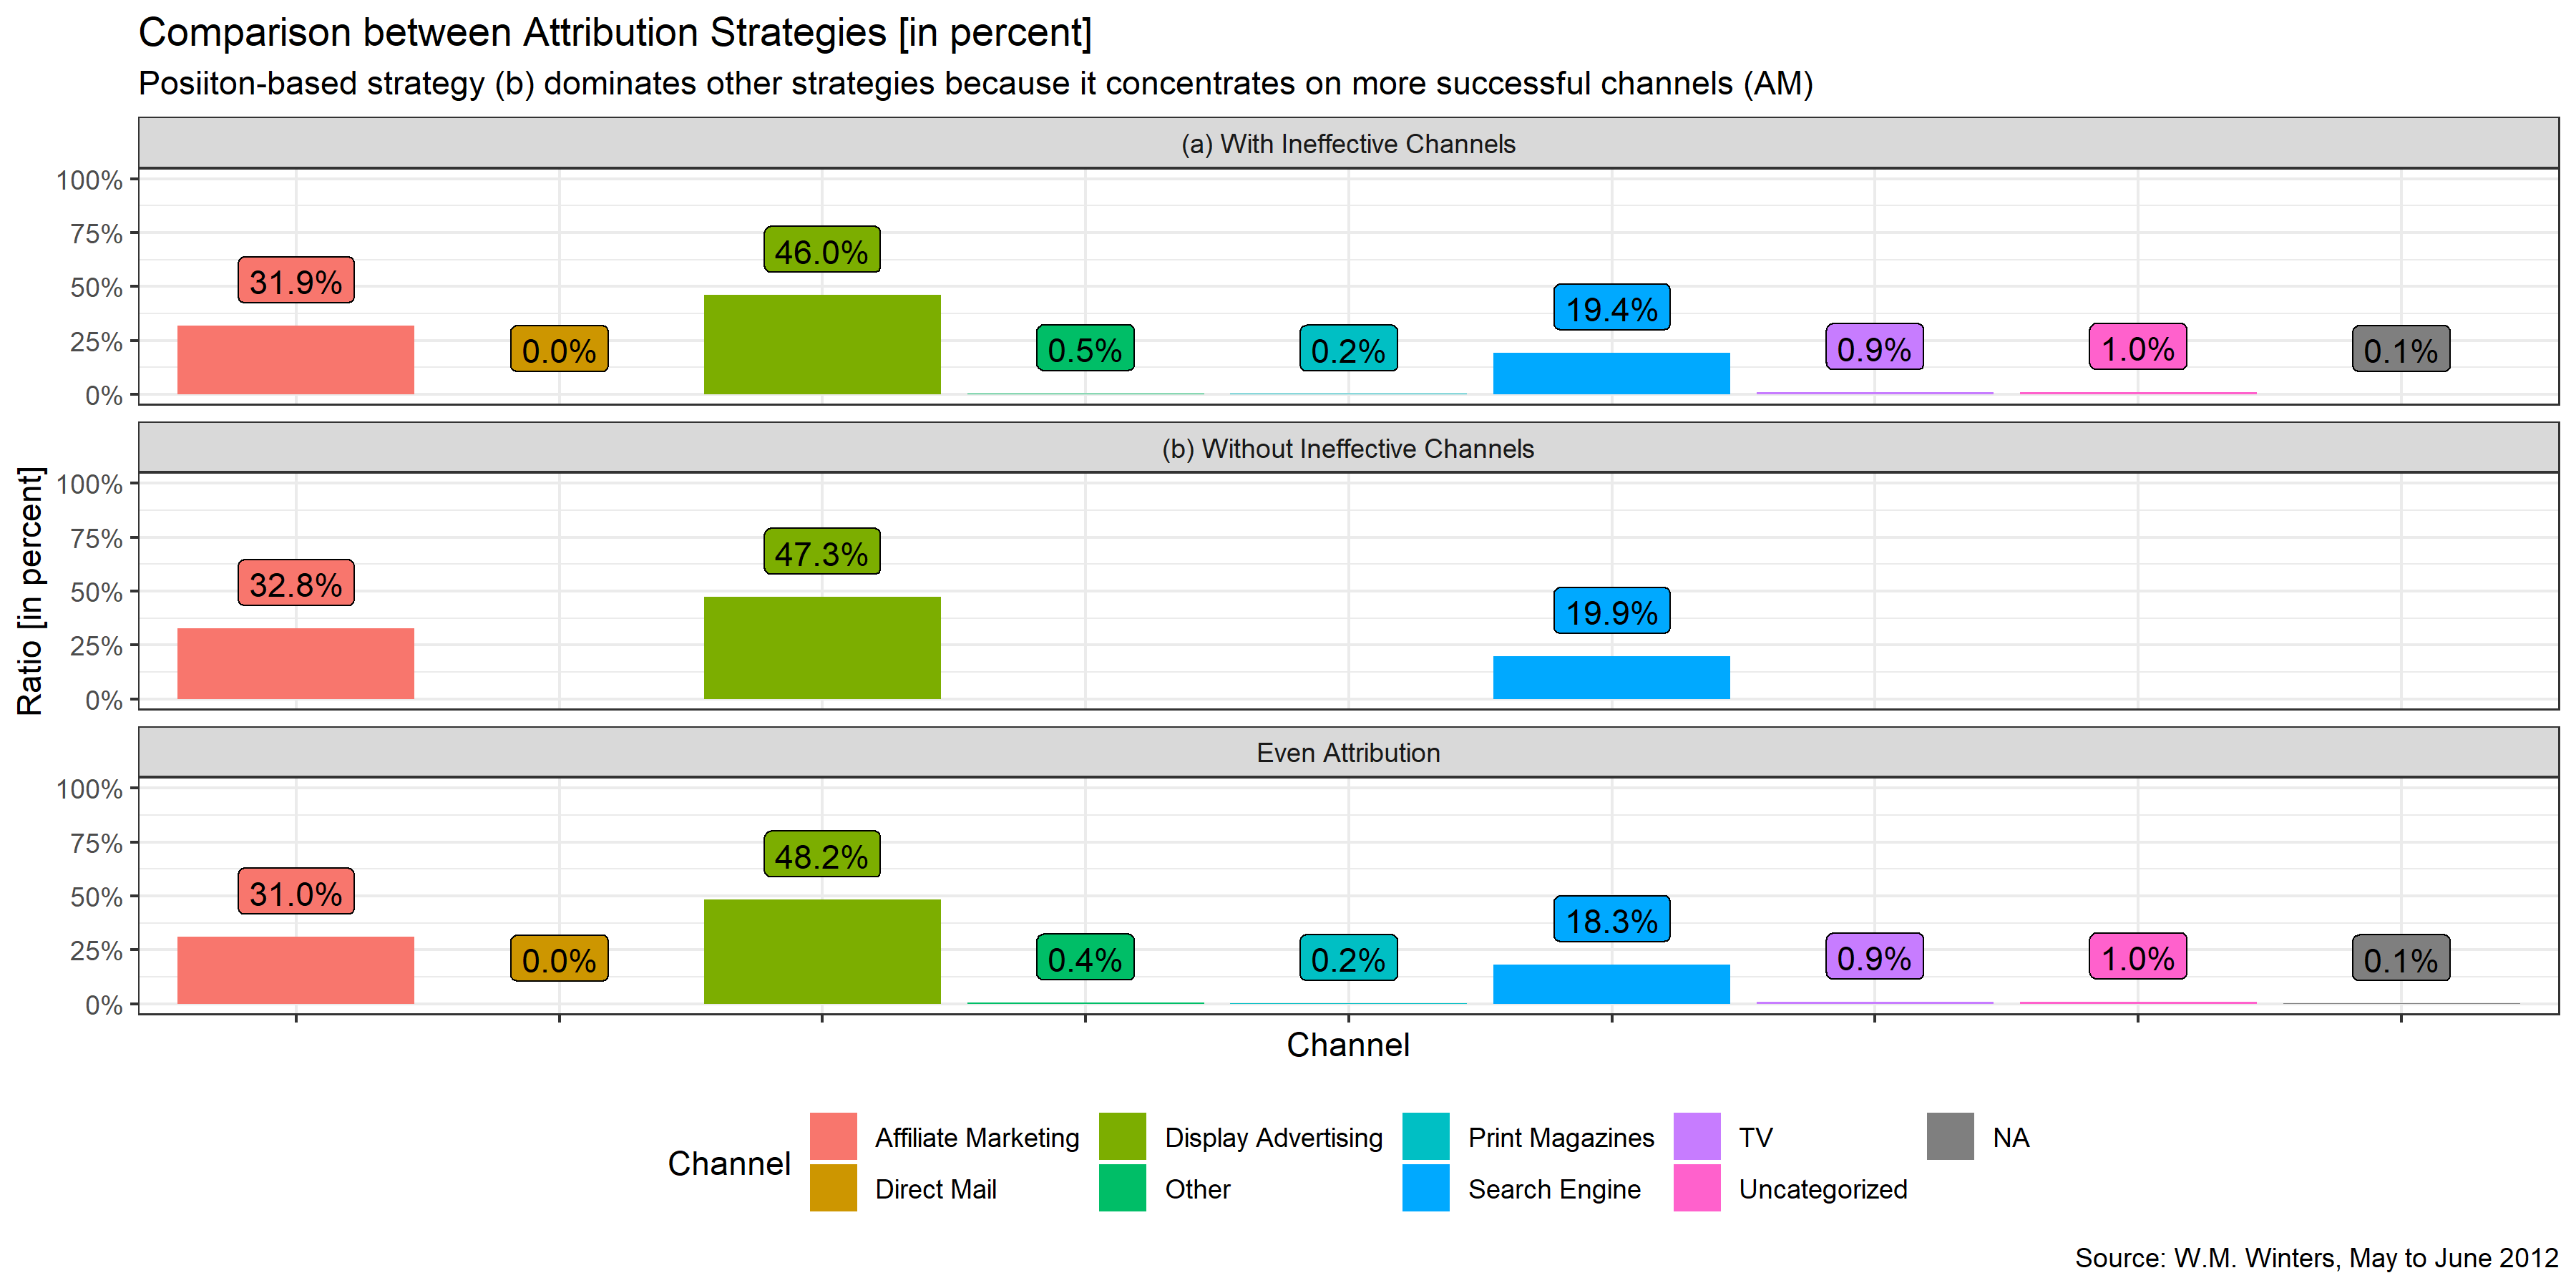 Comparison between Attribution Strategies [in percent]
Posiiton-based strategy (b) dominates other strategies because it concentrates on more successful channels (AM)
(a) With Ineffective Channels
100%
75%
50%
25%
0%
31.9%
0.0%
46.0%
0.5%
0.2%
19.4%
0.9%
1.0%
0.1%
(b) Without Ineffective Channels
100%
75%
50%
25%
0%
32.8%
47.3%
19.9%
Ratio [in percent]
Even Attribution
100%
75%
50%
25%
0%
31.0%
0.0%
48.2%
0.4%
0.2%
18.3%
0.9%
1.0%
0.1%
Channel
Channel
Affiliate Marketing
Display Advertising
Print Magazines
TV
NA
Direct Mail
Other
Search Engine
Uncategorized
Source: W.M. Winters, May to June 2012